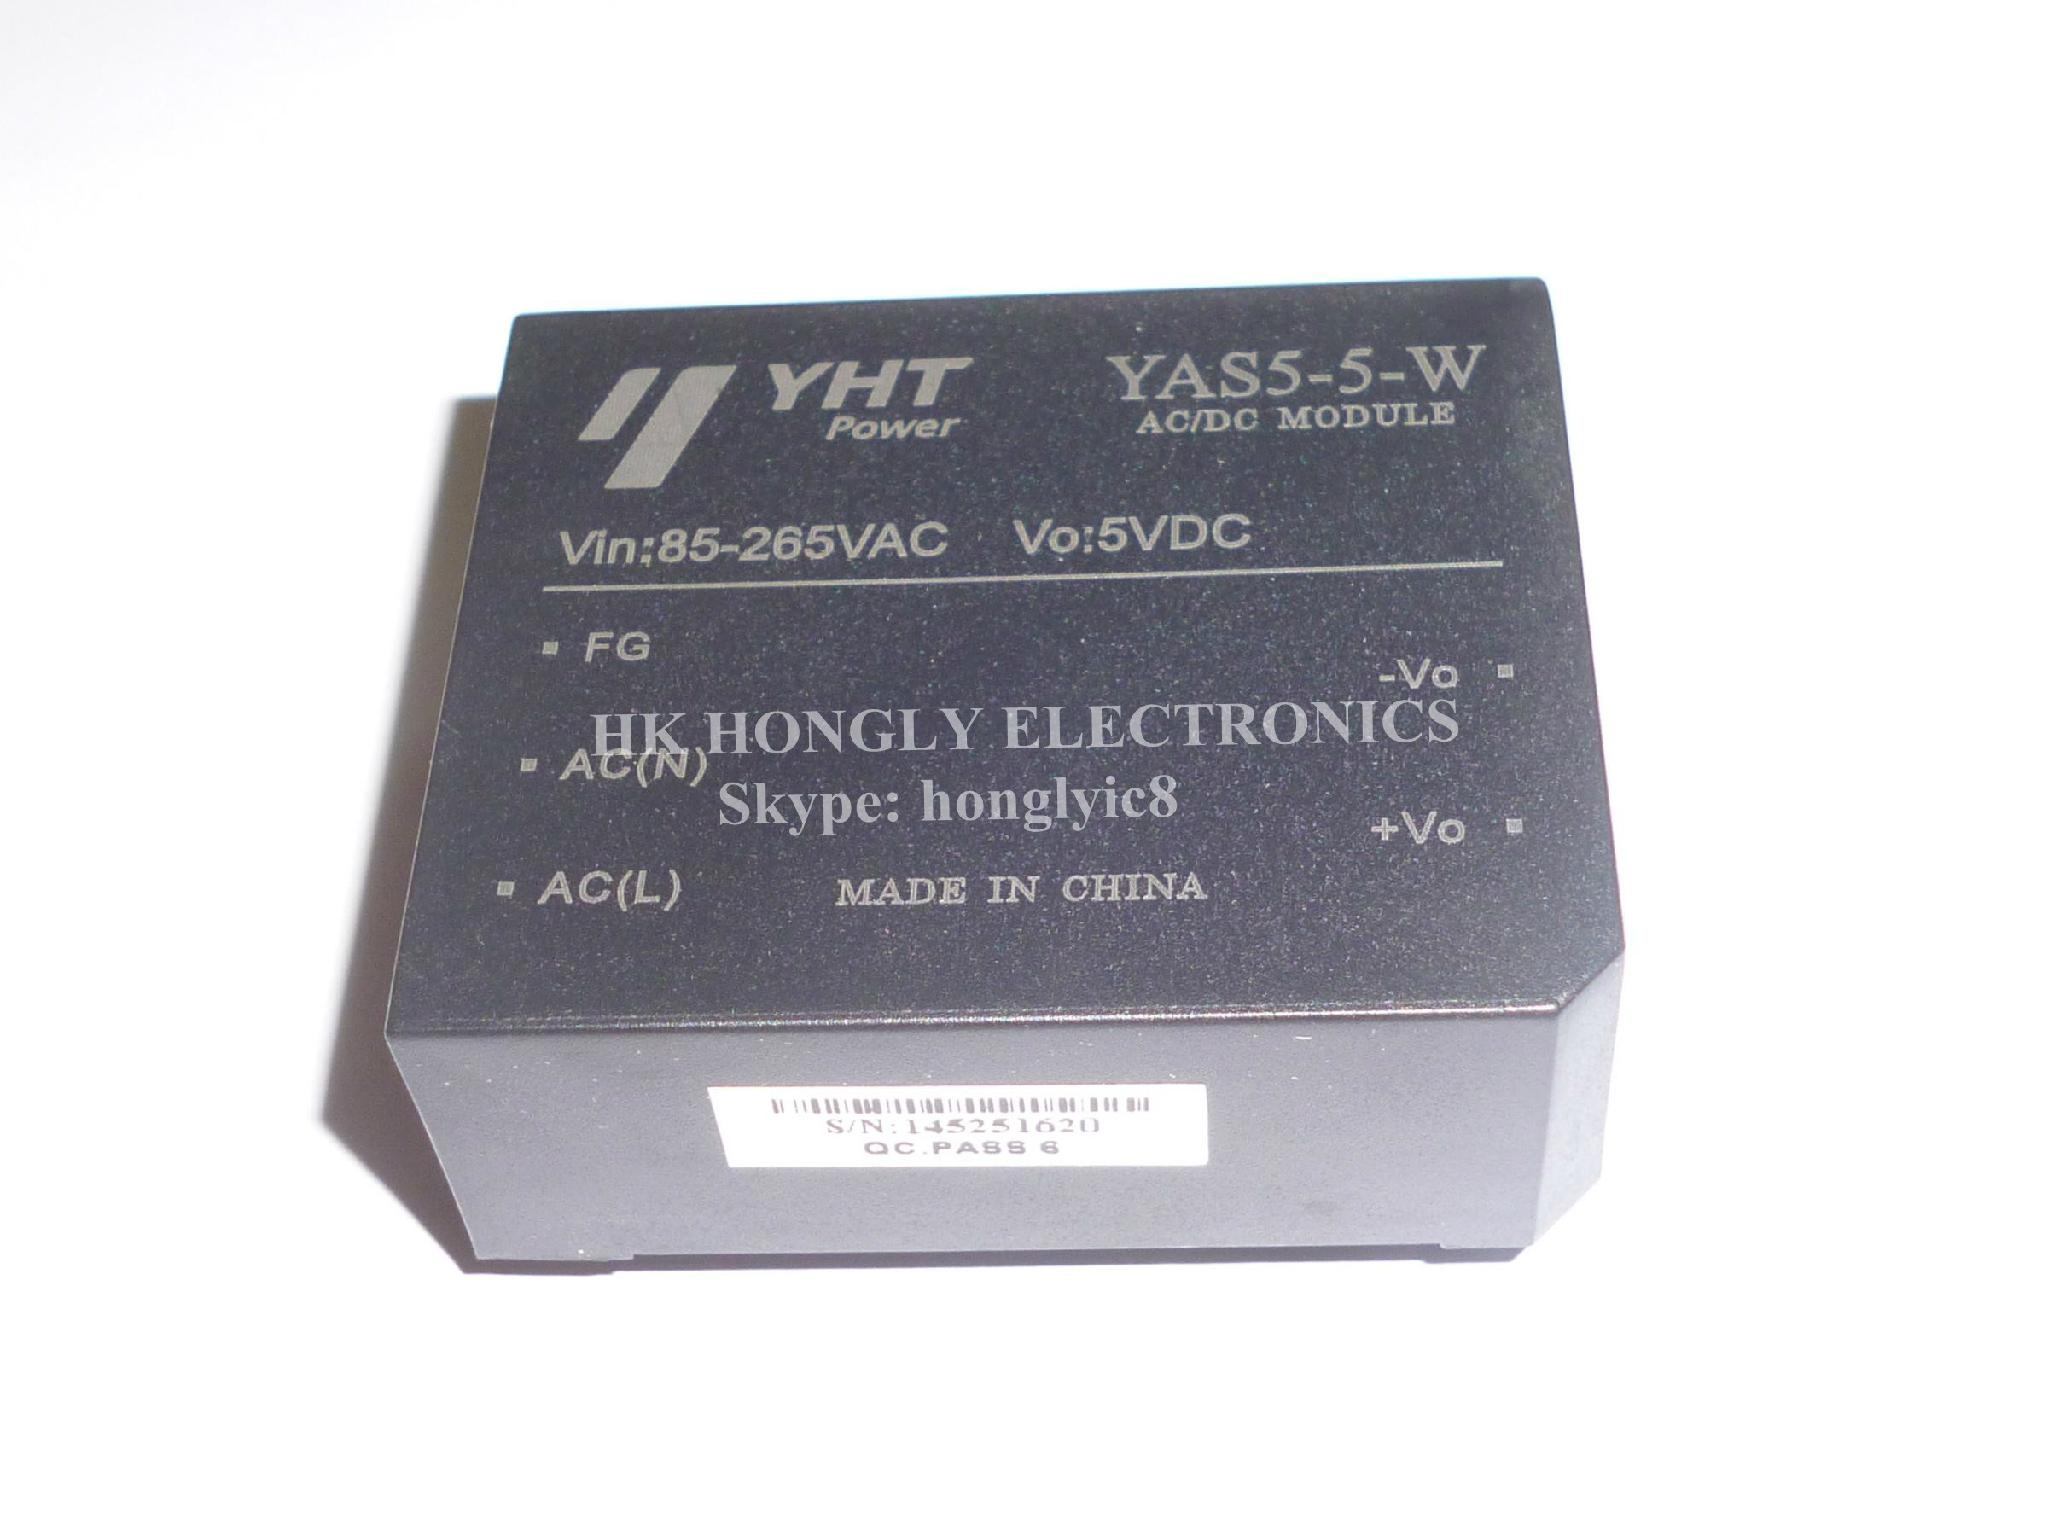 YHT
Power
YAS5-5-W
AC/DC MODULE
Vin:85-265VAC Vo:5VDC
FG
-Vo
HK HONGLY ELECTRONICS
AC(N)
Skype: honglyic8
+Vo
AC(L)
MADE IN CHINA
S/N:145251620
QC.PASS 6